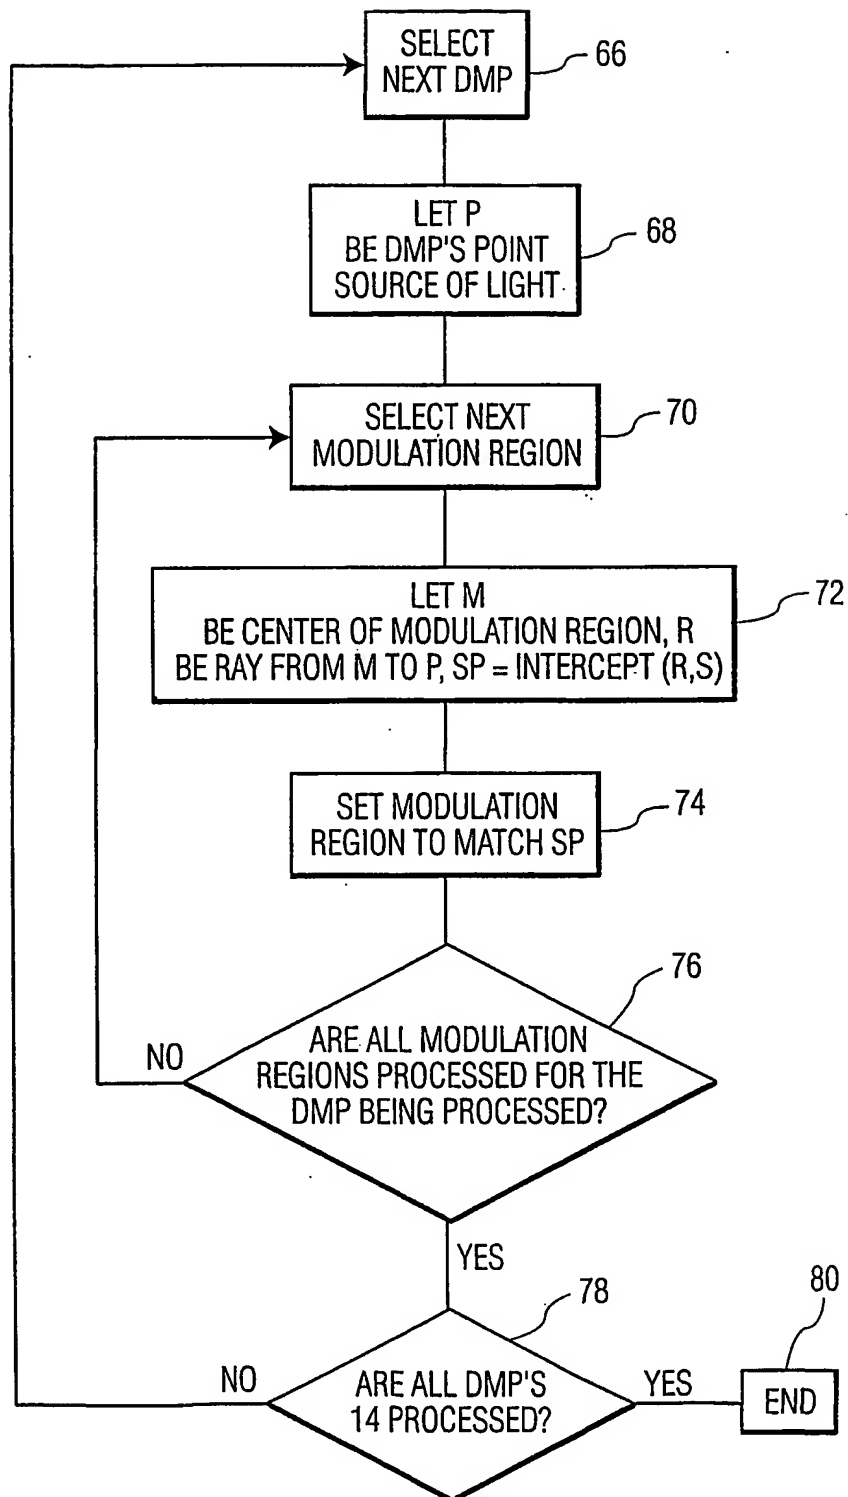 SELECT
NEXT DMP
66
LET P
BE DMP'S POINT
SOURCE OF LIGHT
68
SELECT NEXT
MODULATION REGION
70
LET M
BE CENTER OF MODULATION REGION, R
BE RAY FROM M TO P, SP = INTERCEPT (R,S)
72
SET MODULATION
REGION TO MATCH SP
74
76
ARE ALL MODULATION
REGIONS PROCESSED FOR THE
DMP BEING PROCESSED?
NO
YES
78
80
ARE ALL DMP'S
14 PROCESSED?
NO
YES
END